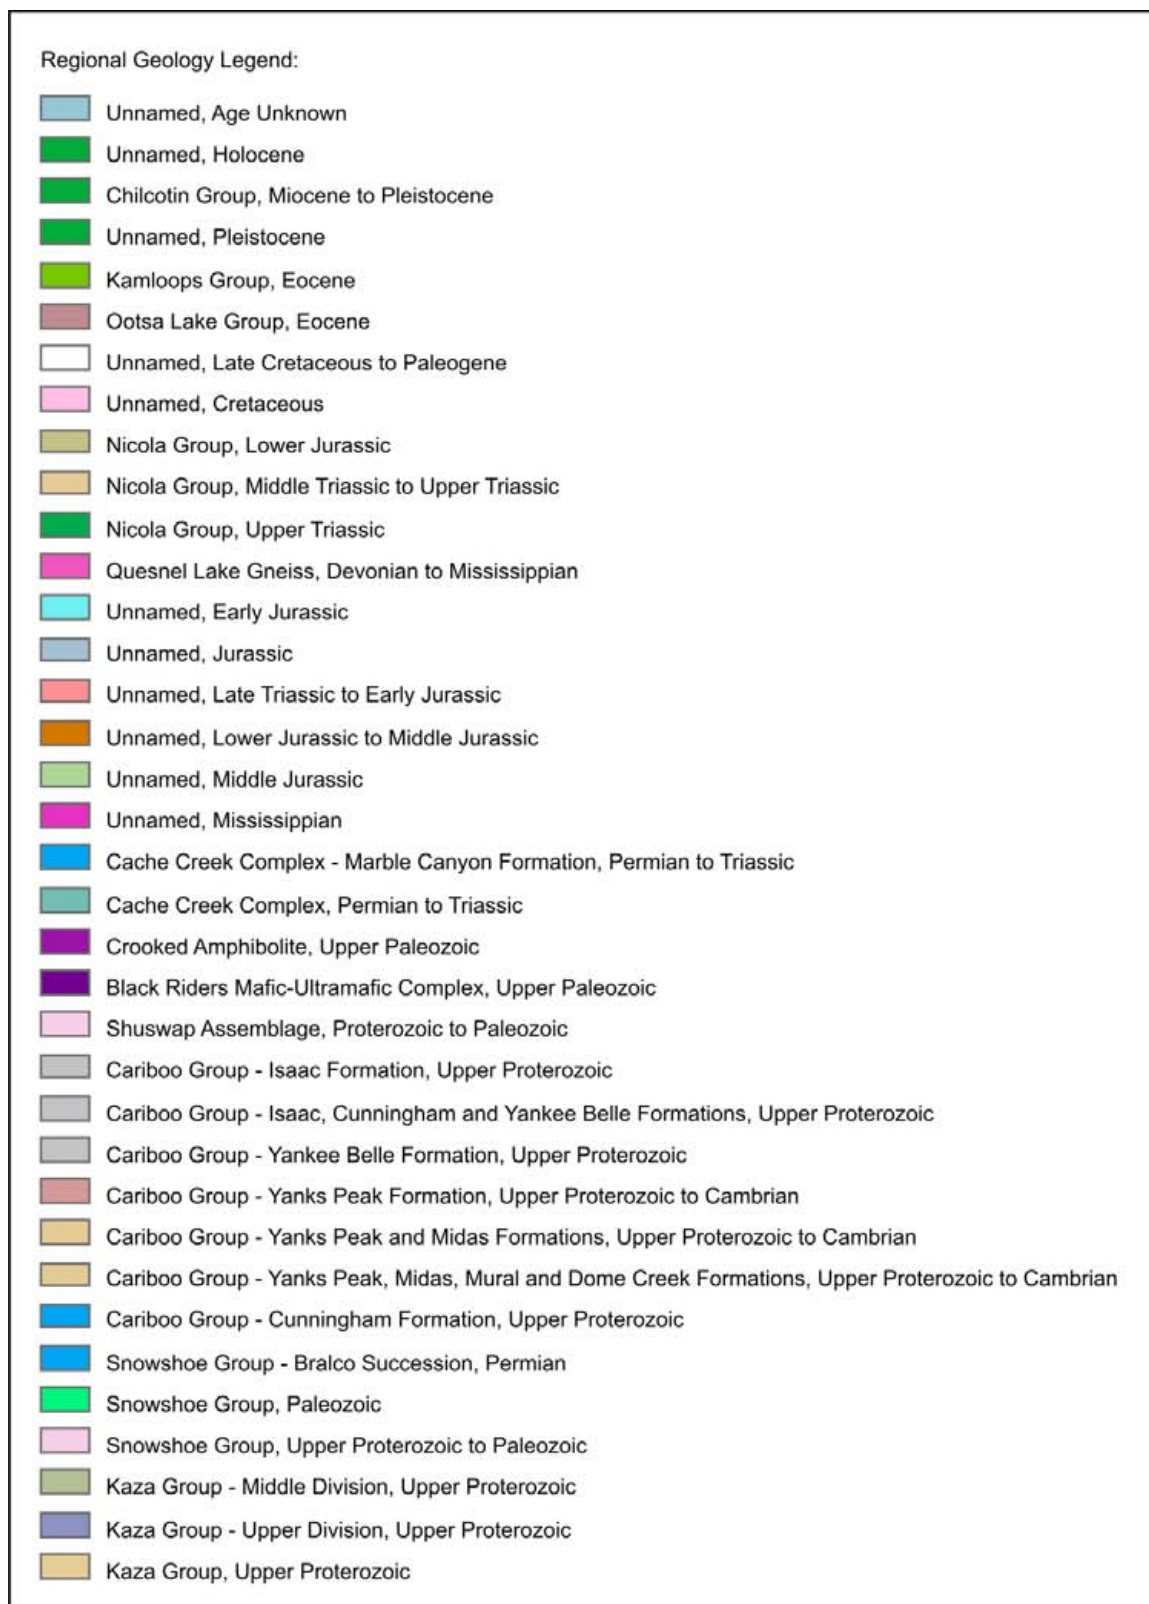 Regional Geology Legend:
Unnamed, Age Unknown
Unnamed, Holocene
Chilcotin Group, Miocene to Pleistocene
Unnamed, Pleistocene
Kamloops Group, Eocene
Ootsa Lake Group, Eocene
Unnamed, Late Cretaceous to Paleogene
Unnamed, Cretaceous
Nicola Group, Lower Jurassic
Nicola Group, Middle Triassic to Upper Triassic
Nicola Group, Upper Triassic
Quesnel Lake Gneiss, Devonian to Mississippian
Unnamed, Early Jurassic
Unnamed, Jurassic
Unnamed, Late Triassic to Early Jurassic
Unnamed, Lower Jurassic to Middle Jurassic
Unnamed, Middle Jurassic
Unnamed, Mississippian
Cache Creek Complex - Marble Canyon Formation, Permian to Triassic
Cache Creek Complex, Permian to Triassic
Crooked Amphibolite, Upper Paleozoic
Black Riders Mafic-Ultramafic Complex, Upper Paleozoic
Shuswap Assemblage, Proterozoic to Paleozoic
Cariboo Group - Isaac Formation, Upper Proterozoic
Cariboo Group - Isaac, Cunningham and Yankee Belle Formations, Upper Proterozoic
Cariboo Group - Yankee Belle Formation, Upper Proterozoic
Cariboo Group - Yanks Peak Formation, Upper Proterozoic to Cambrian
Cariboo Group - Yanks Peak and Midas Formations, Upper Proterozoic to Cambrian
Cariboo Group - Yanks Peak, Midas, Mural and Dome Creek Formations, Upper Proterozoic to Cambrian
Cariboo Group - Cunningham Formation, Upper Proterozoic
Snowshoe Group - Bralco Succession, Permian
Snowshoe Group, Paleozoic
Snowshoe Group, Upper Proterozoic to Paleozoic
Kaza Group - Middle Division, Upper Proterozoic
Kaza Group - Upper Division, Upper Proterozoic
Kaza Group, Upper Proterozoic